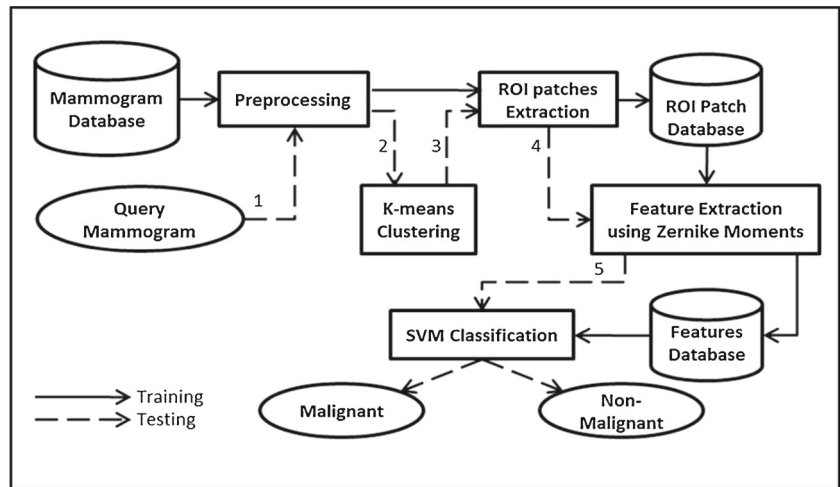 Mammogram
Database
Preprocessing
ROI patches
Extraction
ROI Patch
Database
1
2
3
4
Query
Mammogram
K-means
Clustering
Feature Extraction
using Zernike Moments
5
SVM Classification
Features
Database
Training
Testing
Malignant
Non-
Malignant